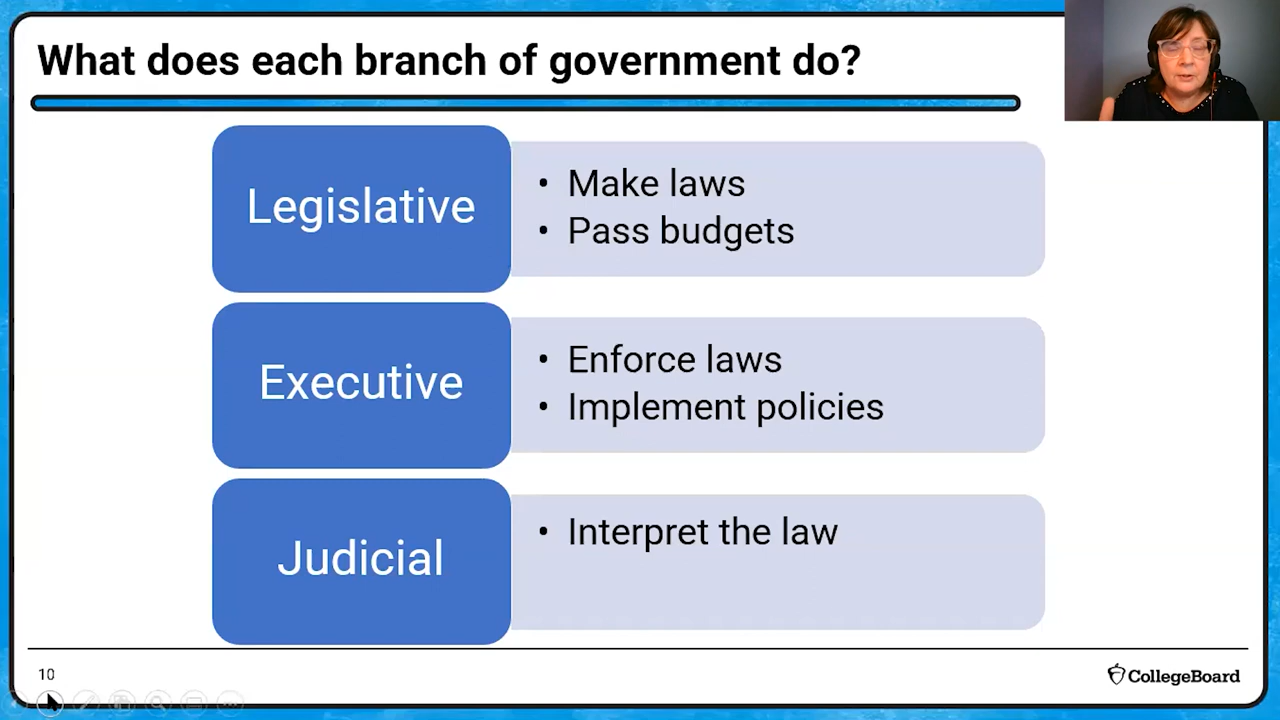 What does each branch of government do?
Legislative
• Make laws
• Pass budgets
Executive
• Enforce laws
• Implement policies
Judicial
• Interpret the law
10
CollegeBoard